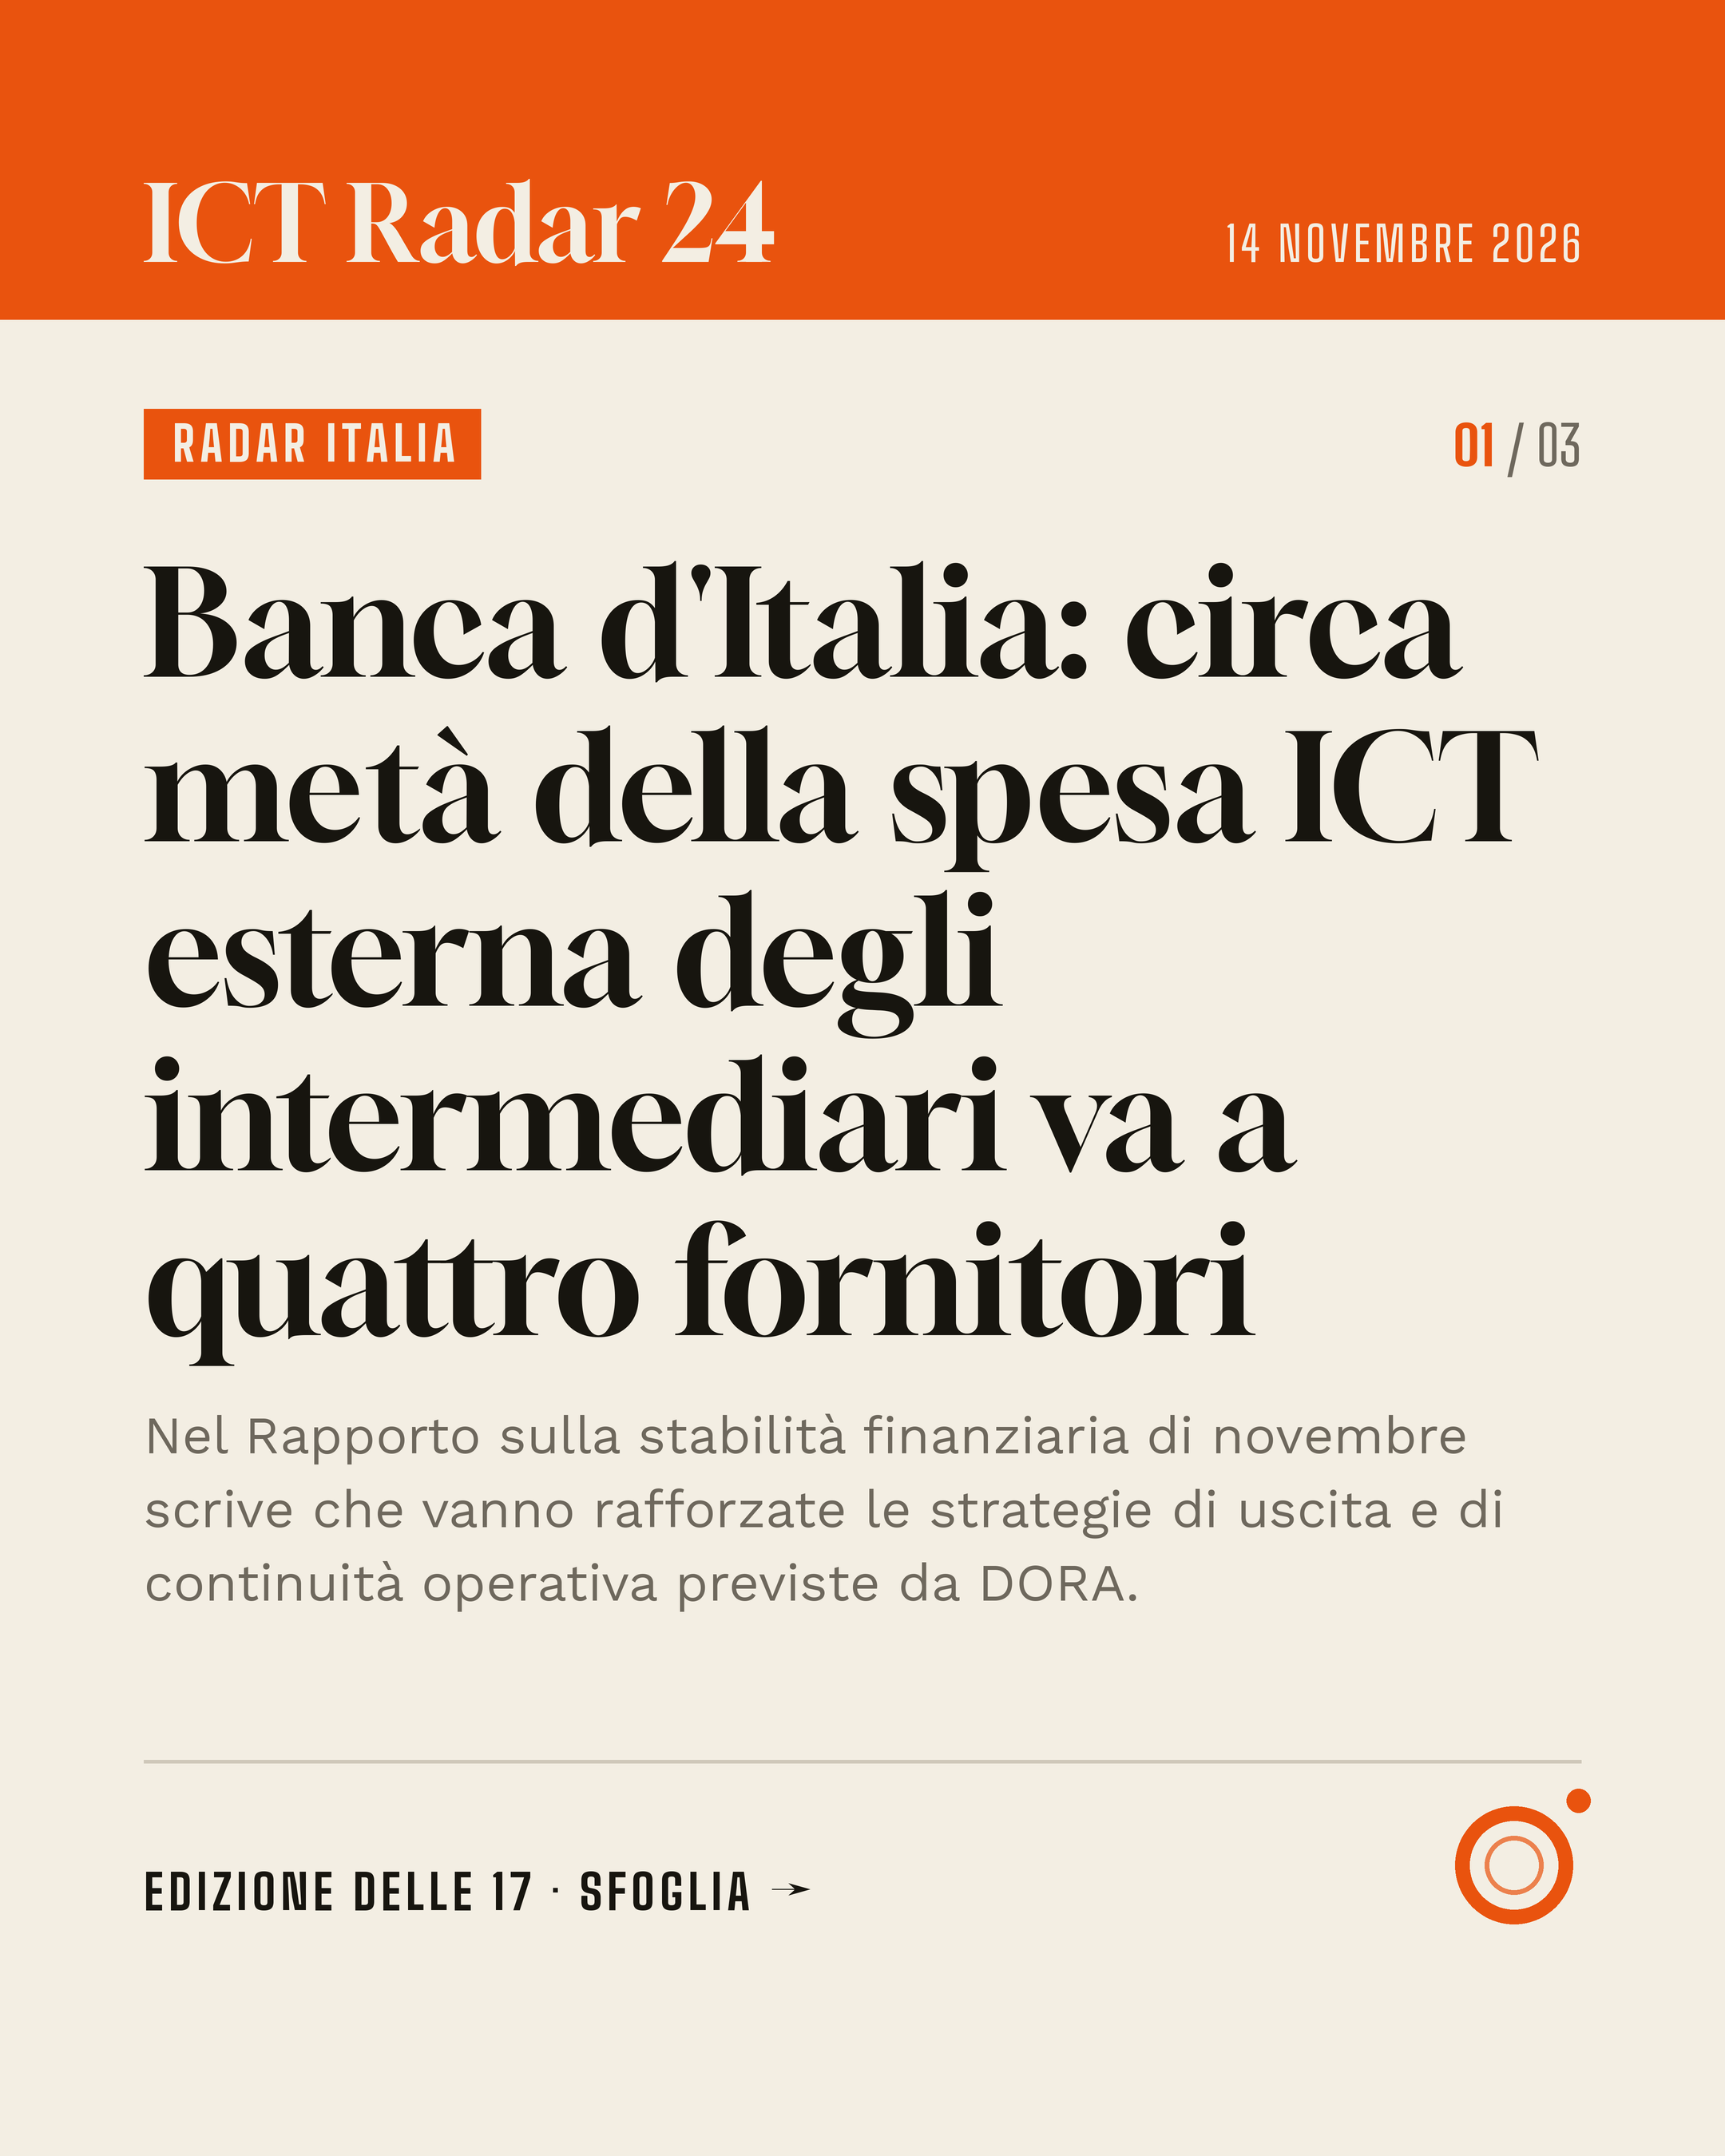 ICT Radar 24
14 NOVEMBRE 2026
RADAR ITALIA
01 / 03
Banca d'Italia: circa
metà della spesa ICT
esterna degli
intermediari va a
quattro fornitori
Nel Rapporto sulla stabilità finanziaria di novembre
scrive che vanno rafforzate le strategie di uscita e di
continuità operativa previste da DORA.
EDIZIONE DELLE 17 · SFOGLIA →